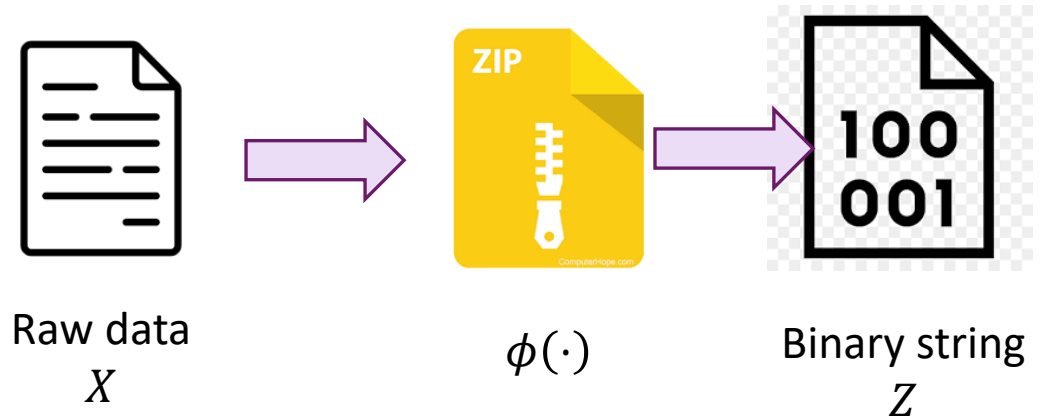 ZIP
100
001
ComputerHope.com
Raw data
X
ϕ(·)
Binary string
Z